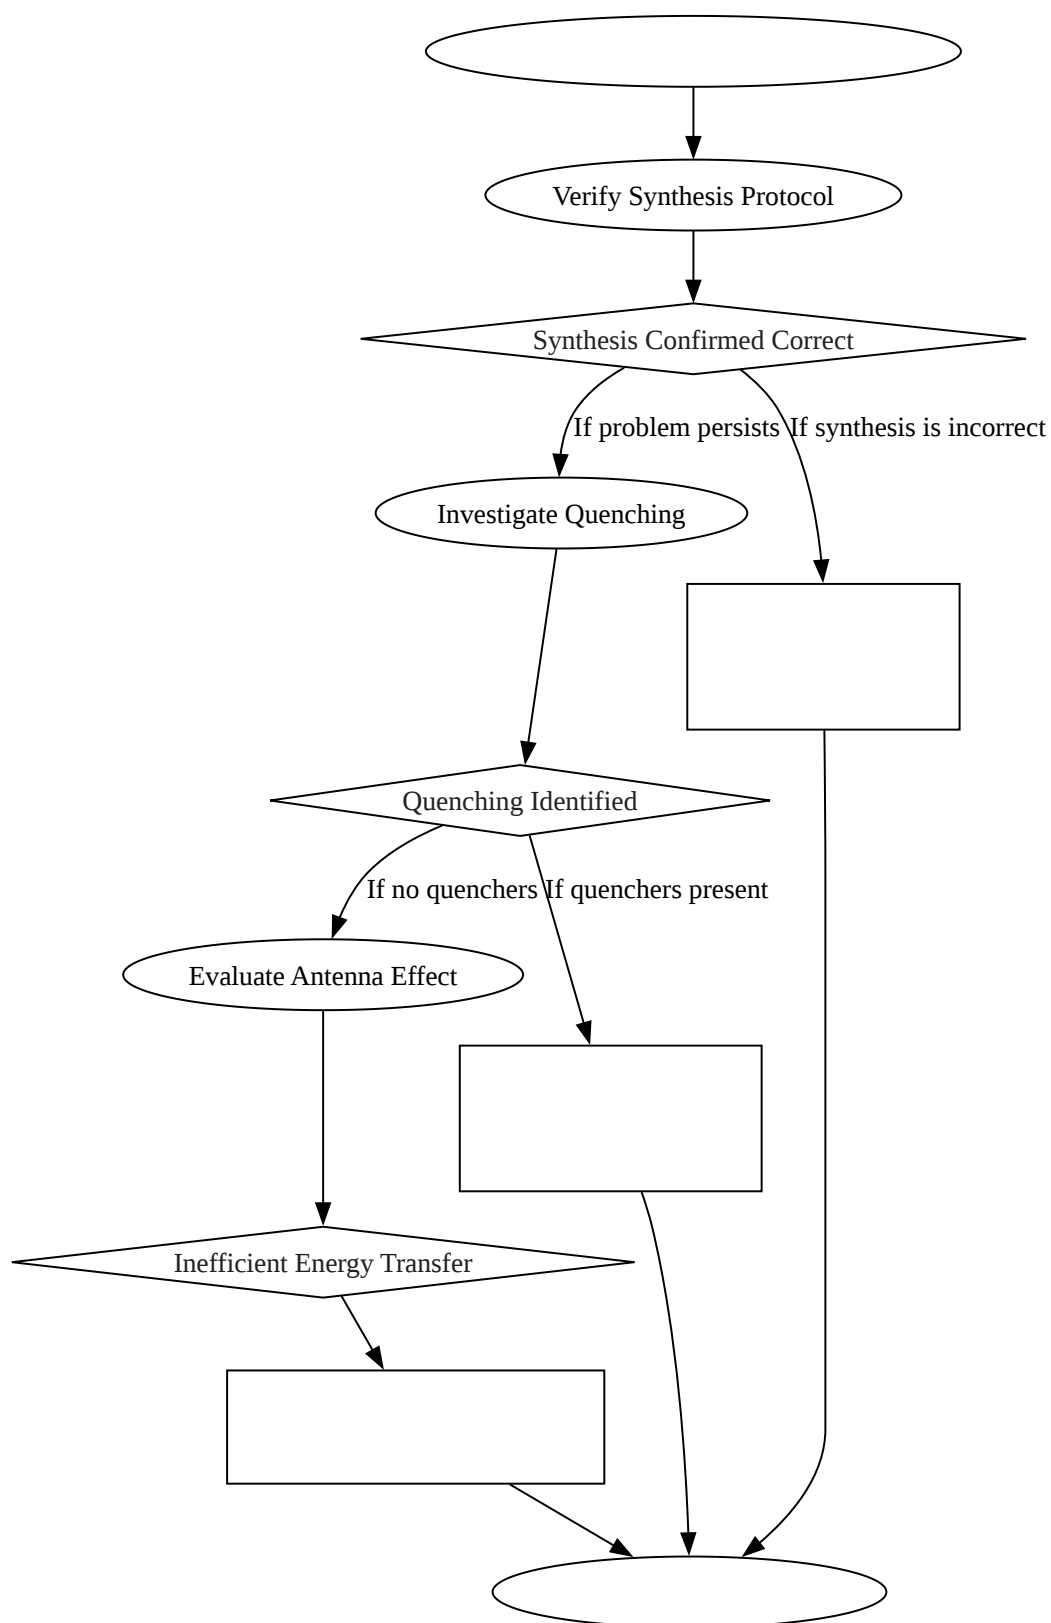 Verify Synthesis Protocol
Synthesis Confirmed Correct
If problem persists
If synthesis is incorrect
Investigate Quenching
Quenching Identified
If no quenchers
If quenchers present
Evaluate Antenna Effect
Inefficient Energy Transfer